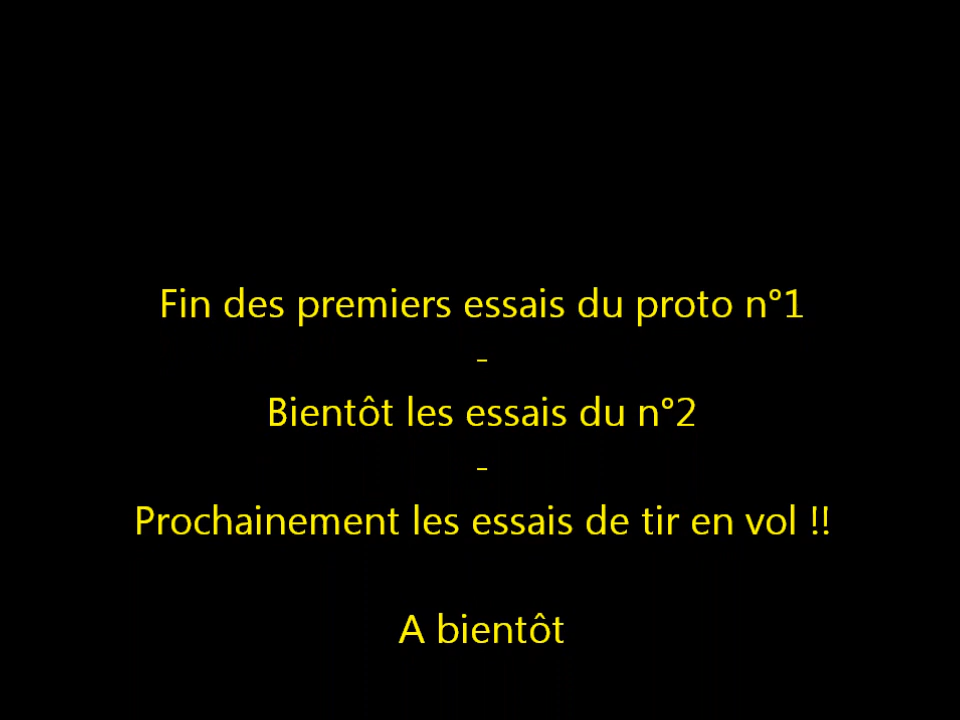 Fin des premiers essais du proto n°1
-
Bientôt les essais du n°2
-
Prochainement les essais de tir en vol !!
A bientôt